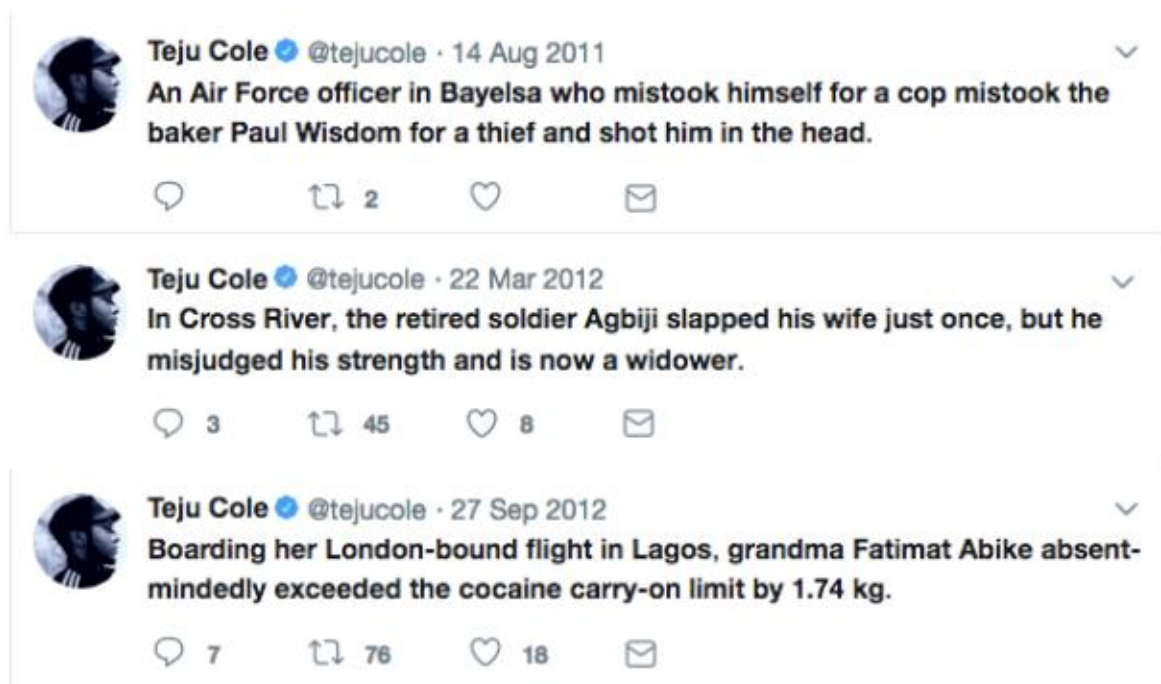 Teju Cole @tejucole · 14 Aug 2011
An Air Force officer in Bayelsa who mistook himself for a cop mistook the
baker Paul Wisdom for a thief and shot him in the head.
2
Teju Cole @tejucole · 22 Mar 2012
In Cross River, the retired soldier Agbiji slapped his wife just once, but he
misjudged his strength and is now a widower.
3 45 8
Teju Cole @tejucole · 27 Sep 2012
Boarding her London-bound flight in Lagos, grandma Fatimat Abike absent-
mindedly exceeded the cocaine carry-on limit by 1.74 kg.
7 76 18